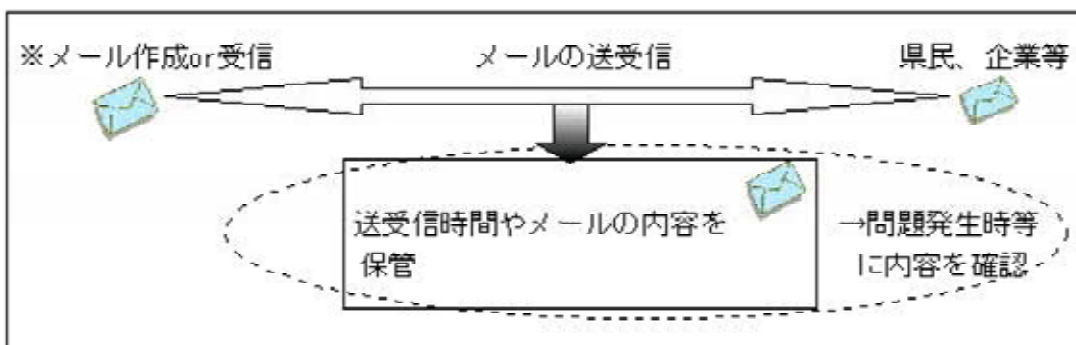 ※メール作成or受信
メールの送受信
県民、企業等
送受信時間やメールの内容を
保管
→問題発生時等
に内容を確認